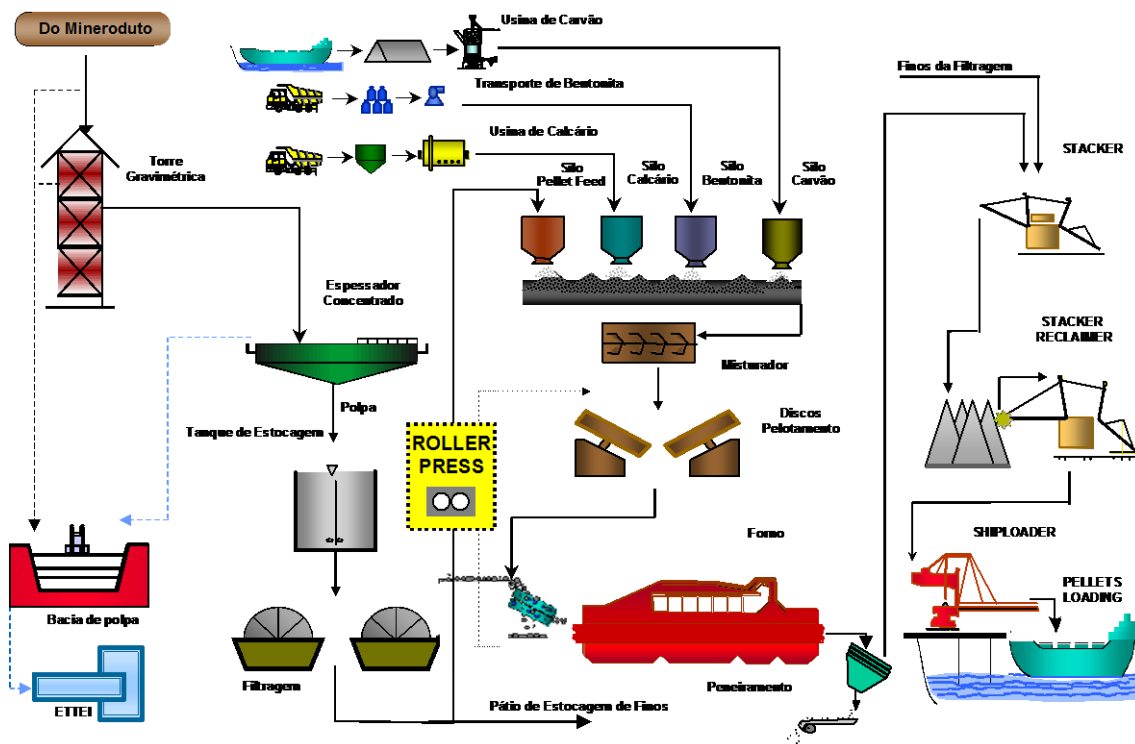 Do Mineroduto
Usina de Carvão
Transporte de Bentonita
Usina de Calcário
Finos da Filtragem
STACKER
Torre
Gravimétrica
Silo
Pellet Feed
Silo
Calcário
Silo
Bentonita
Silo
Carvão
Espessador
Concentrado
STACKER
RECLAIMER
Misturador
Polpa
Tanque de Estocagem
ROLLER
PRESS
Discos
Pelotamento
Forno
SHIPLOADER
PELLETS
LOADING
Bacia de polpa
Filtragem
Peneiramento
ETTEI
Pátio de Estocagem de Finos